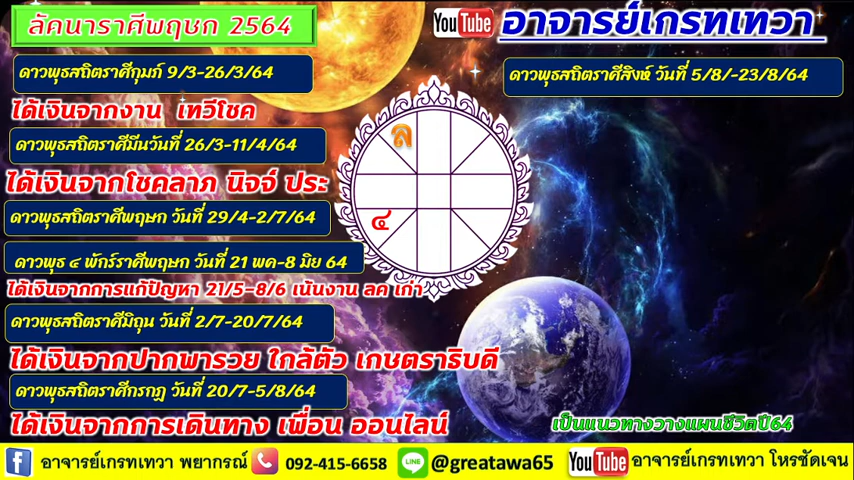 ลัคนาราศีพฤษก 2564
YouTube อาจารย์เกรทเทวา
ดาวพุธสถิตราศีกุมภ์ 9/3-26/3/64
ได้เงินจากงาน เทวีโชค
ดาวพุธสถิตราศีมีนวันที่ 26/3-11/4/64
ได้เงินจากโชคลาภ นิจจ์ ประ
ดาวพุธสถิตราศีพฤษก วันที่ 29/4-2/7/64
ดาวพุธ ๔ พักร์ราศีพฤษก วันที่ 21 พค-8 มิย 64
ได้เงินจากการแก้ปัญหา 21/5-8/6 เน้นงาน ลค เก่า
ดาวพุธสถิตราศีมิถุน วันที่ 2/7-20/7/64
ได้เงินจากปากพารวย ใกล้ตัว เกษตราธิบดี
ดาวพุธสถิตราศีกรกฏ วันที่ 20/7-5/8/64
ได้เงินจากการเดินทาง เพื่อน ออนไลน์
ดาวพุธสถิตราศีสิงห์ วันที่ 5/8/-23/8/64
ล
๔
เป็นแนวทางวางแผนชีวิตปี64
f อาจารย์เกรทเทวา พยากรณ์ 092-415-6658 LINE @greatawa65 YouTube อาจารย์เกรทเทวา โหรชัดเจน